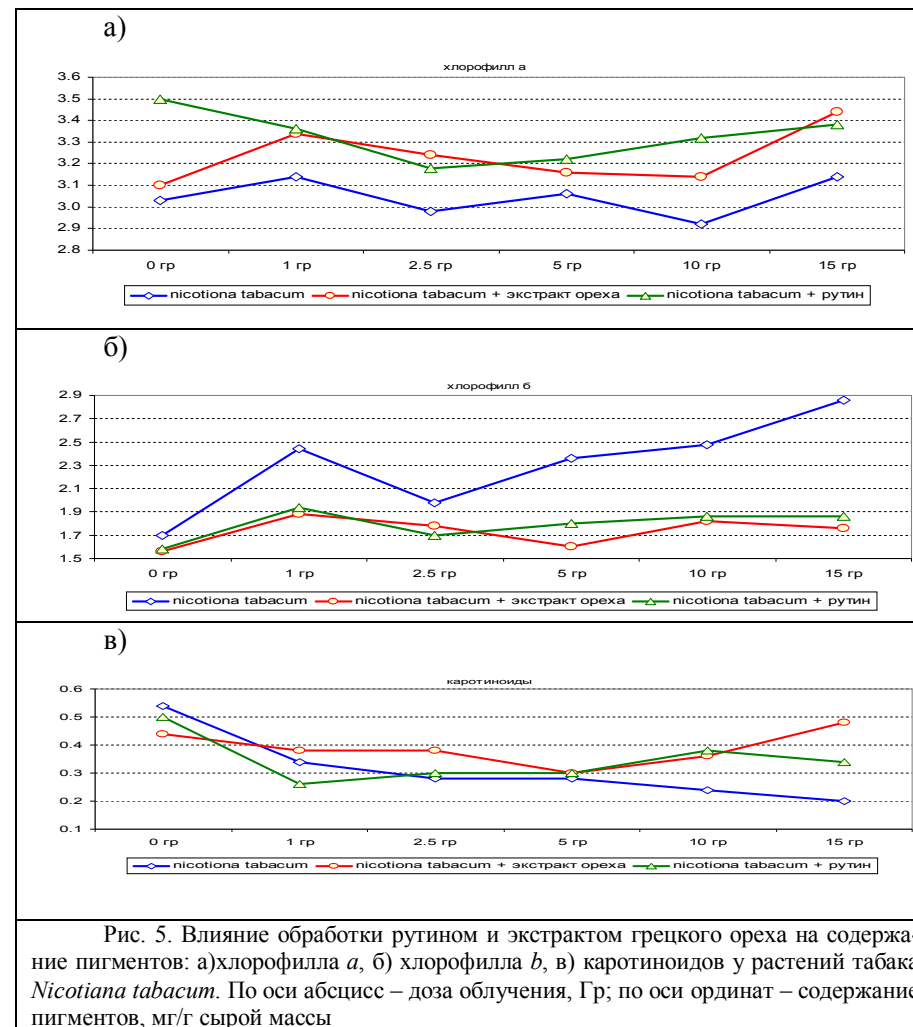 а)
хлорофилл а
3.6
3.5
3.4
3.3
3.2
3.1
3.0
2.9
2.8
0 гр 1 гр 2.5 гр 5 гр 10 гр 15 гр
nicotiona tabacum nicotiona tabacum + экстракт ореха nicotiona tabacum + рутин
б)
хлорофилл б
2.9
2.7
2.5
2.3
2.1
1.9
1.7
1.5
0 гр 1 гр 2.5 гр 5 гр 10 гр 15 гр
nicotiona tabacum nicotiona tabacum + экстракт ореха nicotiona tabacum + рутин
в)
каротиноиды
0.6
0.5
0.4
0.3
0.2
0.1
0 гр 1 гр 2.5 гр 5 гр 10 гр 15 гр
nicotiona tabacum nicotiona tabacum + экстракт ореха nicotiona tabacum + рутин
Рис. 5. Влияние обработки рутином и экстрактом грецкого ореха на содержа-
ние пигментов: а)хлорофилла a, б) хлорофилла b, в) каротиноидов у растений табака
Nicotiana tabacum. По оси абсцисс – доза облучения, Гр; по оси ординат – содержание
пигментов, мг/г сырой массы